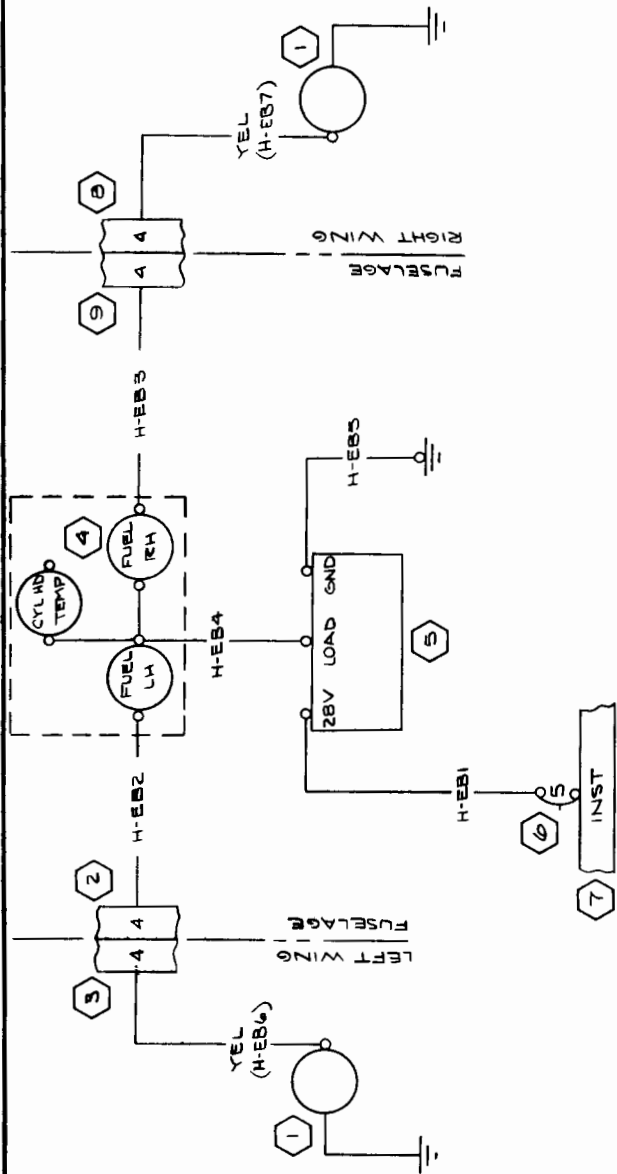 1
YEL
(H-EB7)
8
4
4
9
RIGHT WING
FUSELAGE
H-EB3
CYL HD
TEMP
4
FUEL
RH
FUEL
LH
H-EB4
H-EB5
28V LOAD GND
5
H-EB2
H-EB1
6
5
INST
7
2
4
4
3
FUSELAGE
LEFT WING
YEL
(H-EB6)
1